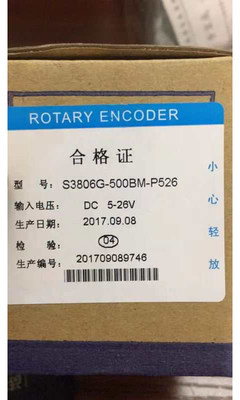 ROTARY ENCODER
合格证
型 号: S3806G-500BM-P526
输入电压: DC 5-26V
生产日期: 2017.09.08
检 验: 04
生产编号: 201709089746
小心轻放